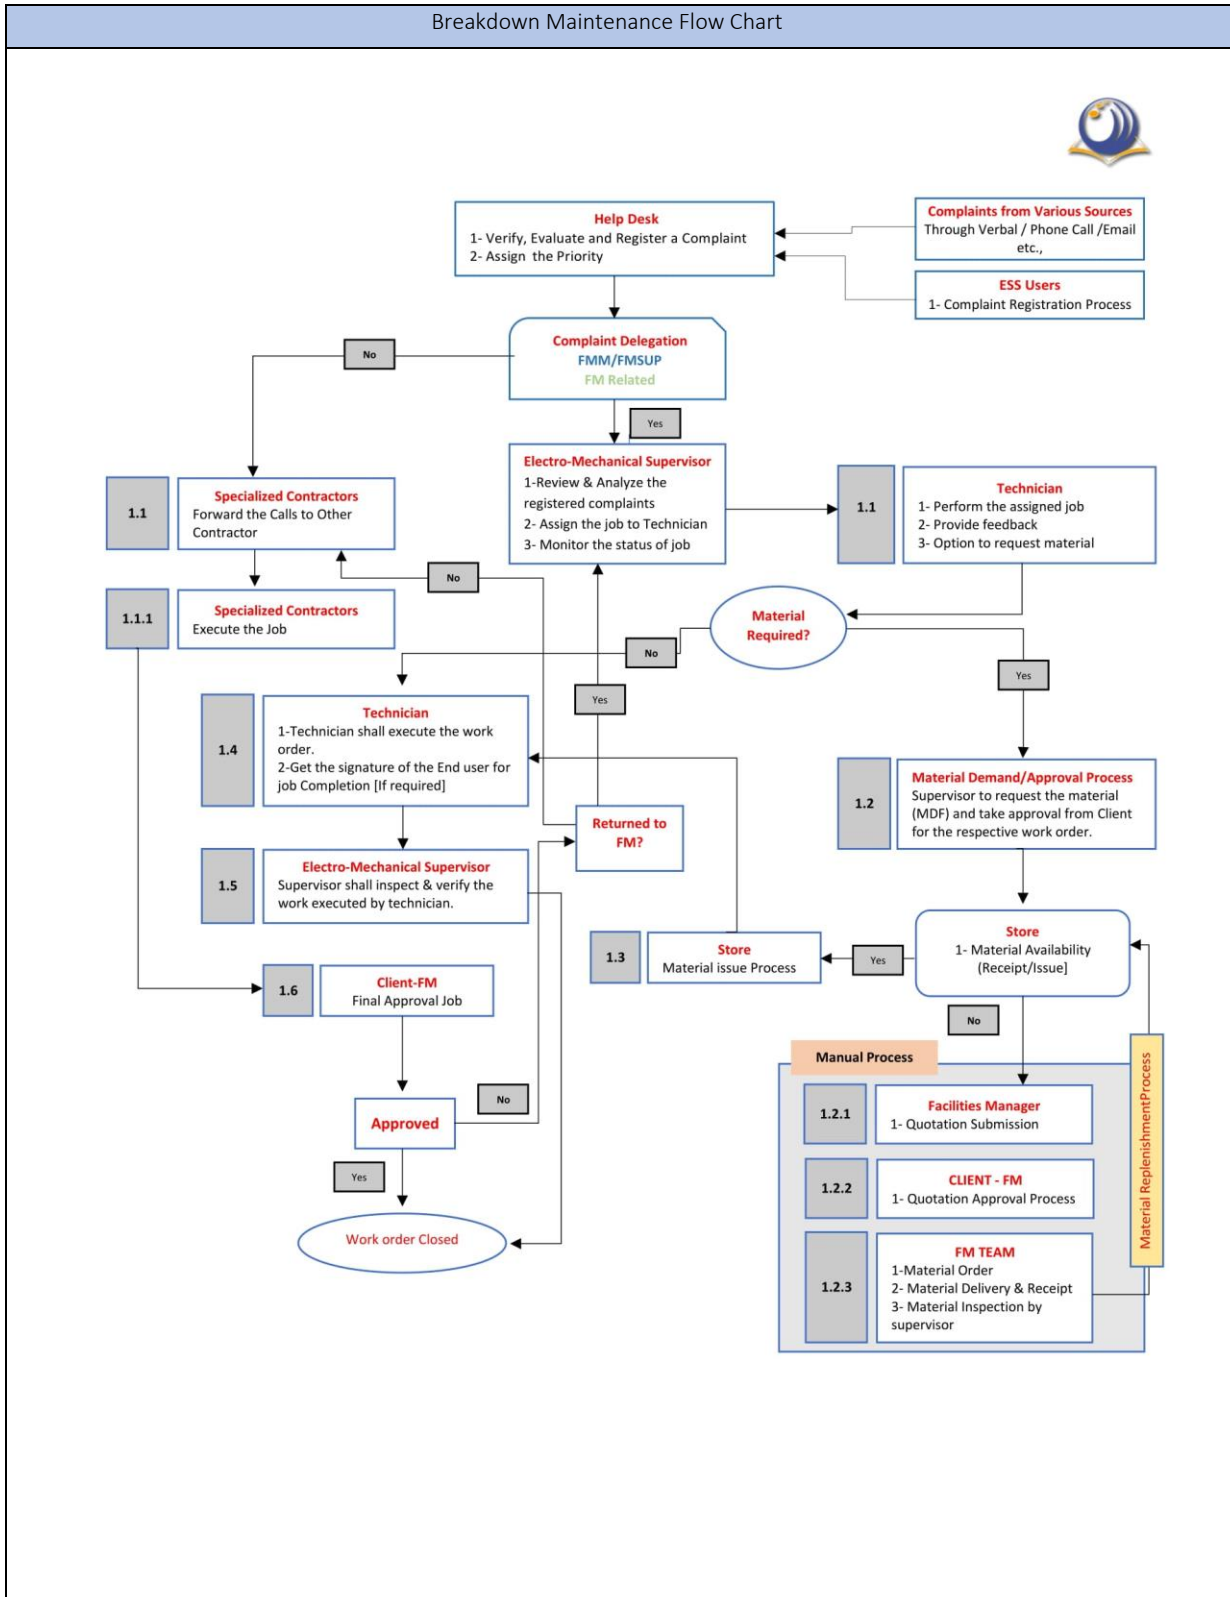 Breakdown Maintenance Flow Chart
Help Desk
1- Verify, Evaluate and Register a Complaint
2- Assign  the Priority
Complaints from Various Sources
Through Verbal / Phone Call /Email
etc.,
ESS Users
1- Complaint Registration Process
Complaint Delegation
FMM/FMSUP
FM Related
No
Yes
Electro-Mechanical Supervisor
1-Review & Analyze the
registered complaints
2- Assign the job to Technician
3- Monitor the status of job
1.1
Technician
1- Perform the assigned job
2- Provide feedback
3- Option to request material
1.1
Specialized Contractors
Forward the Calls to Other
Contractor
No
1.1.1
Specialized Contractors
Execute the Job
Material
Required?
No
Yes
Yes
1.4
Technician
1-Technician shall execute the work
order.
2-Get the signature of the End user for
job Completion [If required]
1.2
Material Demand/Approval Process
Supervisor to request the material
(MDF) and take approval from Client
for the respective work order.
Returned to
FM?
1.5
Electro-Mechanical Supervisor
Supervisor shall inspect & verify the
work executed by technician.
Store
1- Material Availability
(Receipt/Issue]
Yes
1.3
Store
Material issue Process
1.6
Client-FM
Final Approval Job
No
Manual Process
Material ReplenishmentProcess
1.2.1
Facilities Manager
1- Quotation Submission
Approved
No
Yes
1.2.2
CLIENT - FM
1- Quotation Approval Process
Work order Closed
1.2.3
FM TEAM
1-Material Order
2- Material Delivery & Receipt
3- Material Inspection by
supervisor